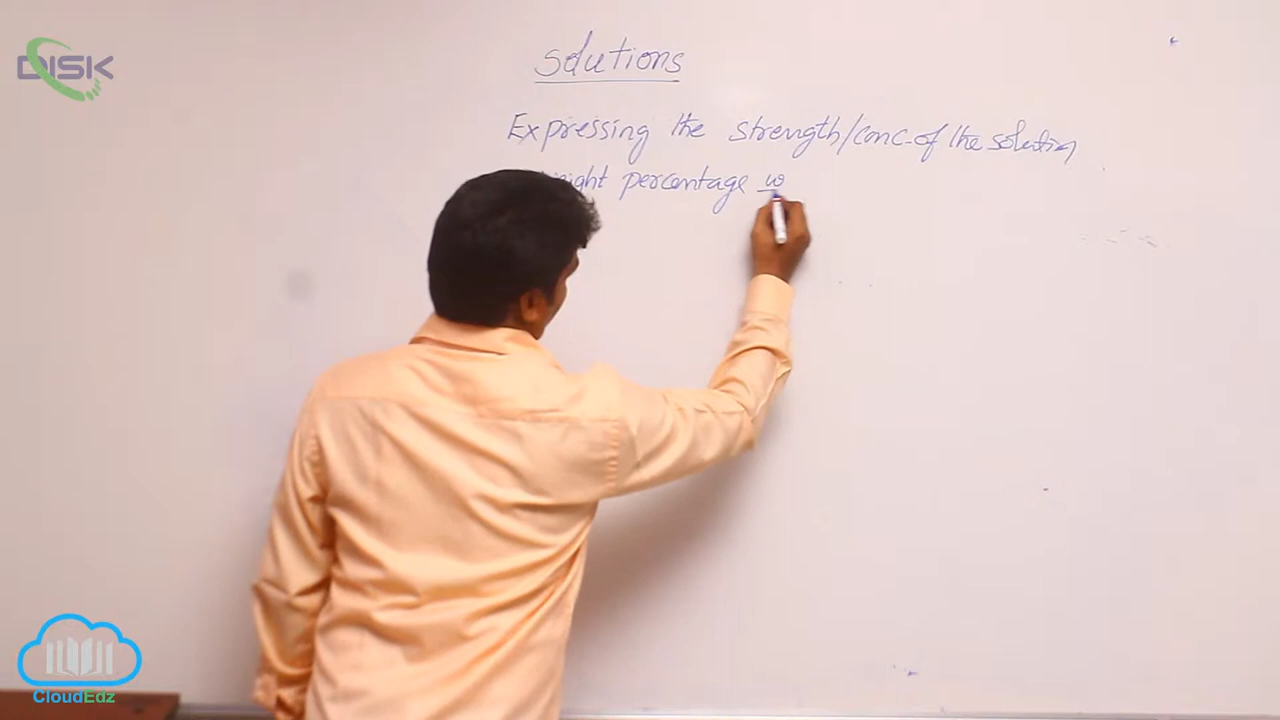 DISK
Solutions
Expressing the strength/conc. of the solution
percentage w
CloudEdz